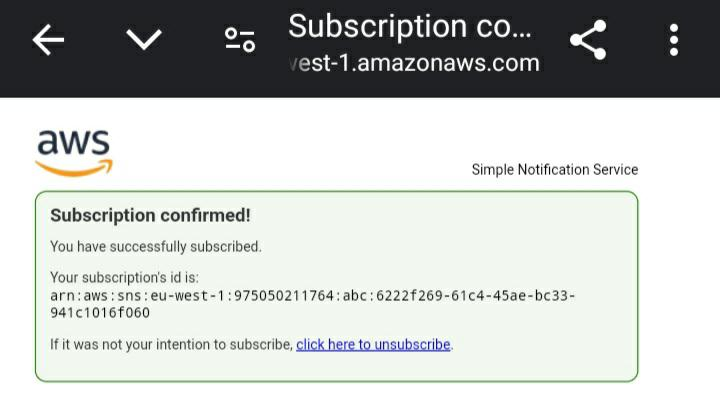 Subscription co...
west-1.amazonaws.com
aws
Simple Notification Service
Subscription confirmed!
You have successfully subscribed.
Your subscription's id is:
arn:aws:sns:eu-west-1:975050211764:abc:6222f269-61c4-45ae-bc33-
941c1016f060
If it was not your intention to subscribe, click here to unsubscribe.